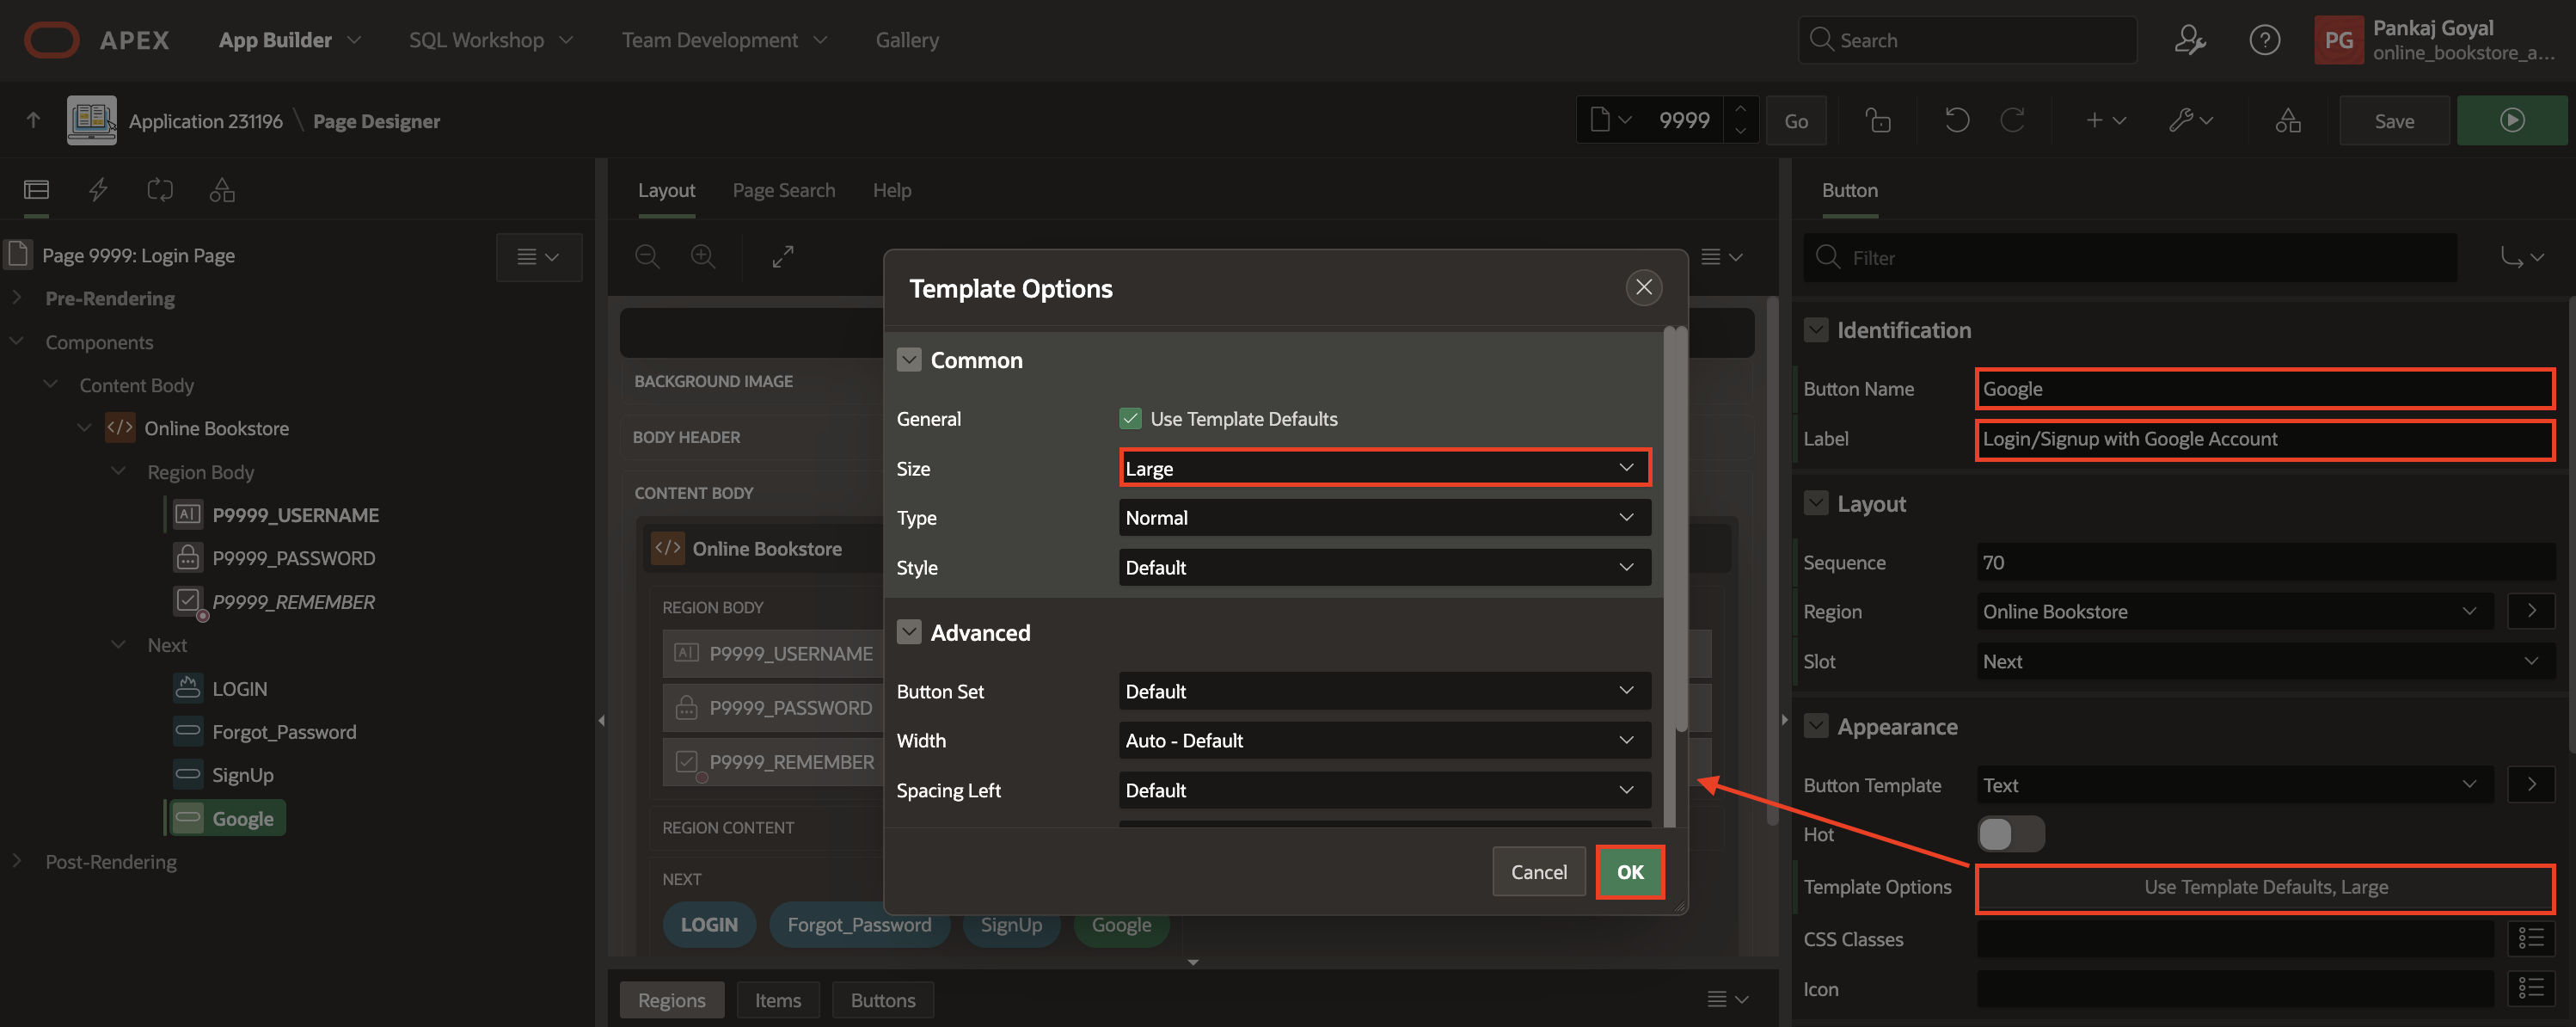 APEX
App Builder
SQL Workshop
Team Development
Gallery
Search
PG
Pankaj Goyal
online_bookstore_a...
Application 231196 \ Page Designer
9999
Go
Save
Layout
Page Search
Help
Button
Page 9999: Login Page
Pre-Rendering
Components
Content Body
Online Bookstore
Region Body
P9999_USERNAME
P9999_PASSWORD
P9999_REMEMBER
Next
LOGIN
Forgot_Password
SignUp
Google
Post-Rendering
BACKGROUND IMAGE
BODY HEADER
CONTENT BODY
Online Bookstore
REGION BODY
P9999_USERNAME
P9999_PASSWORD
P9999_REMEMBER
REGION CONTENT
NEXT
LOGIN
Forgot_Password
SignUp
Google
Regions
Items
Buttons
Template Options
Common
General
Use Template Defaults
Size
Large
Type
Normal
Style
Default
Advanced
Button Set
Default
Width
Auto - Default
Spacing Left
Default
Cancel
OK
Filter
Identification
Button Name
Google
Label
Login/Signup with Google Account
Layout
Sequence
70
Region
Online Bookstore
Slot
Next
Appearance
Button Template
Text
Hot
Template Options
Use Template Defaults, Large
CSS Classes
Icon